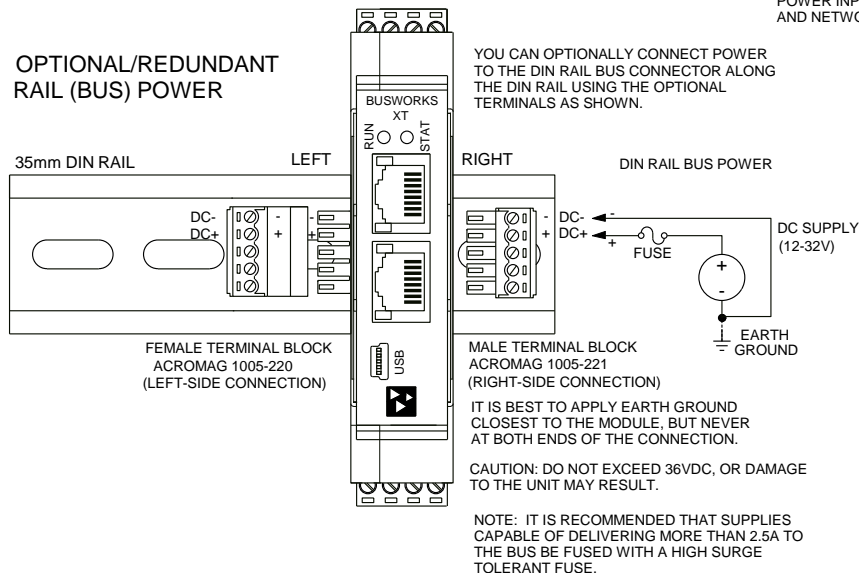 POWER INP
AND NETWO
OPTIONAL/REDUNDANT
RAIL (BUS) POWER
YOU CAN OPTIONALLY CONNECT POWER
TO THE DIN RAIL BUS CONNECTOR ALONG
THE DIN RAIL USING THE OPTIONAL
TERMINALS AS SHOWN.
BUSWORKS
XT
RUN
STAT
35mm DIN RAIL
LEFT
RIGHT
DIN RAIL BUS POWER
DC- - -
DC+ + +
- DC- -
+ DC+ +
FUSE
DC SUPPLY
(12-32V)
+
-
EARTH
GROUND
FEMALE TERMINAL BLOCK
ACROMAG 1005-220
(LEFT-SIDE CONNECTION)
USB
MALE TERMINAL BLOCK
ACROMAG 1005-221
(RIGHT-SIDE CONNECTION)
IT IS BEST TO APPLY EARTH GROUND
CLOSEST TO THE MODULE, BUT NEVER
AT BOTH ENDS OF THE CONNECTION.
CAUTION: DO NOT EXCEED 36VDC, OR DAMAGE
TO THE UNIT MAY RESULT.
NOTE: IT IS RECOMMENDED THAT SUPPLIES
CAPABLE OF DELIVERING MORE THAN 2.5A TO
THE BUS BE FUSED WITH A HIGH SURGE
TOLERANT FUSE.